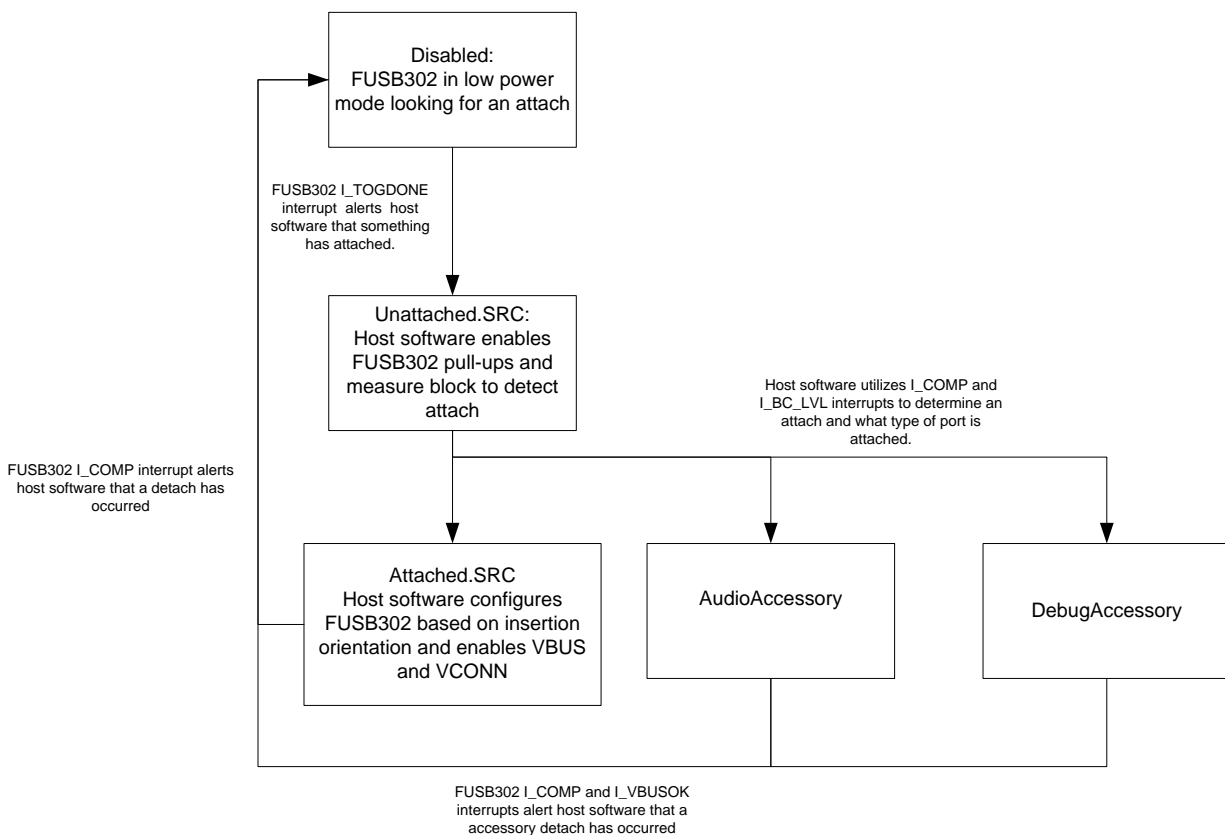 Disabled:
FUSB302 in low power
mode looking for an attach
FUSB302 I_TOGDONE
interrupt alerts host
software that something
has attached.
Unattached.SRC:
Host software enables
FUSB302 pull-ups and
measure block to detect
attach
Host software utilizes I_COMP and
I_BC_LVL interrupts to determine an
attach and what type of port is
attached.
FUSB302 I_COMP interrupt alerts
host software that a detach has
occurred
Attached.SRC
Host software configures
FUSB302 based on insertion
orientation and enables VBUS
and VCONN
AudioAccessory
DebugAccessory
FUSB302 I_COMP and I_VBUSOK
interrupts alert host software that a
accessory detach has occurred